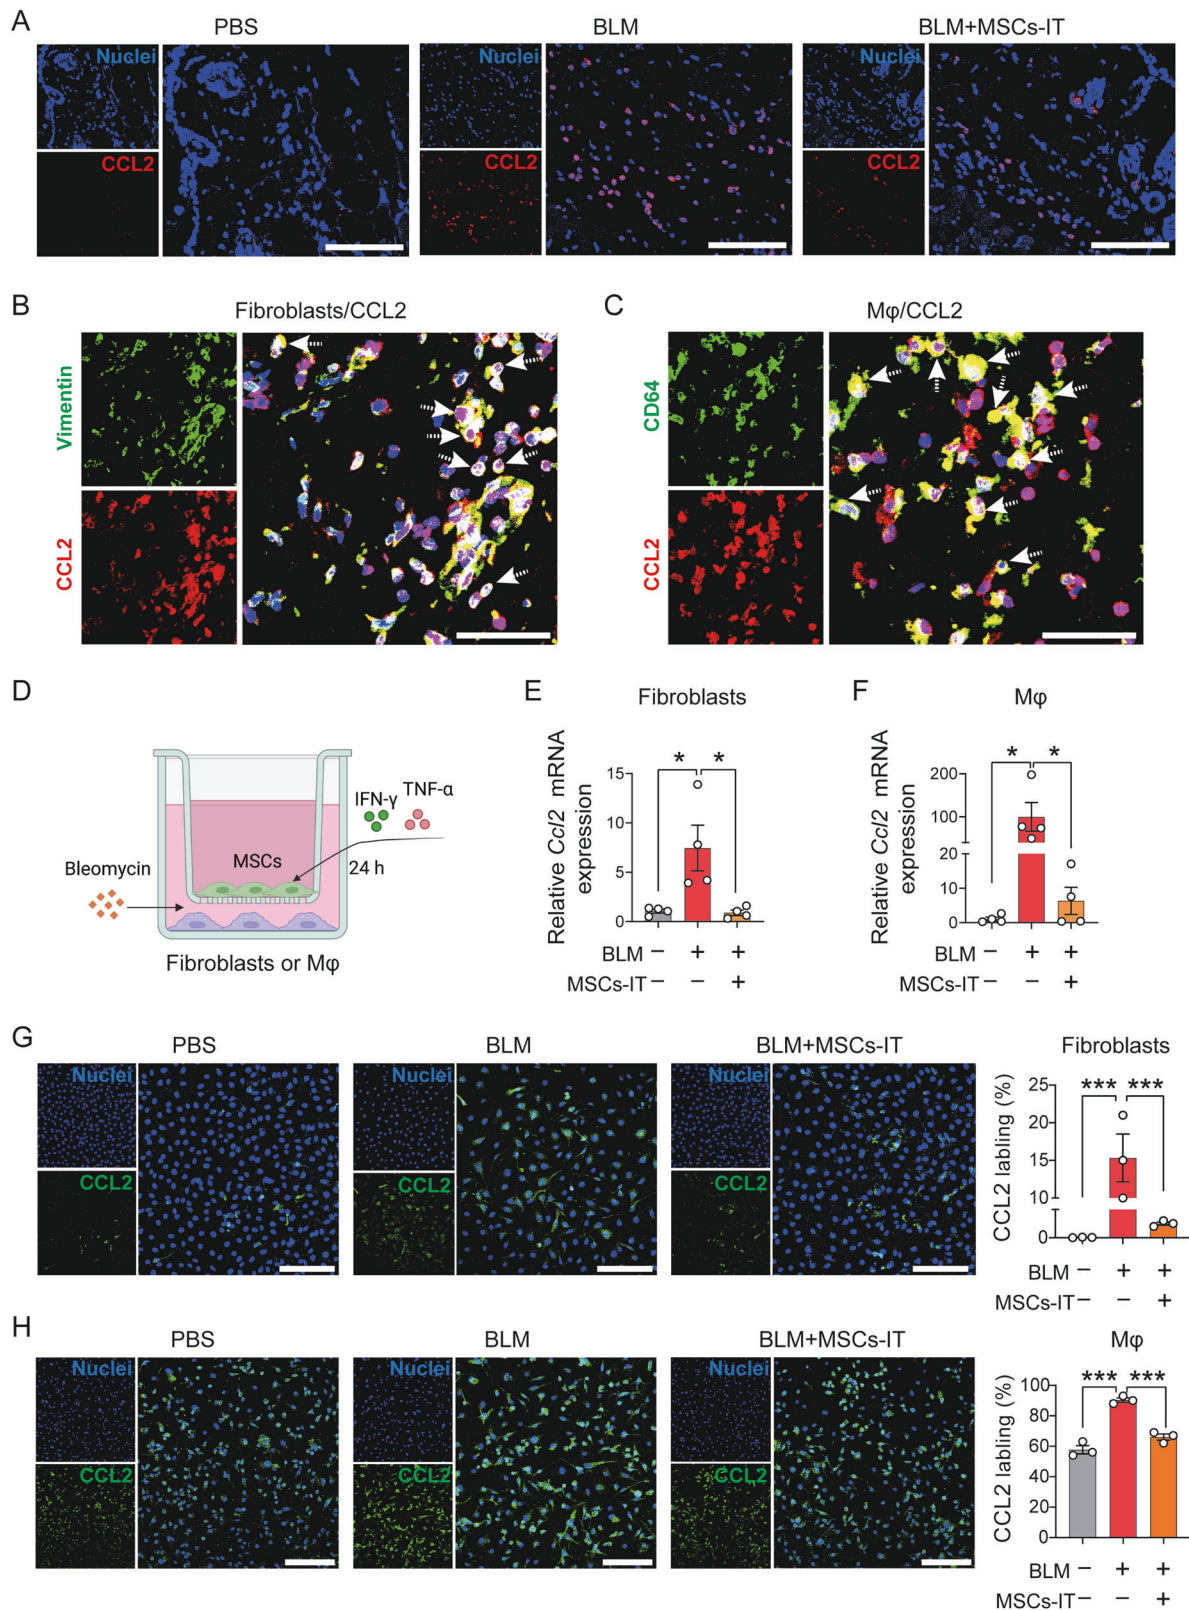 A
PBS
BLM
BLM+MSCs-IT
Nuclei
CCL2
Nuclei
CCL2
Nuclei
CCL2
B
Fibroblasts/CCL2
Vimentin
CCL2
C
Mφ/CCL2
CD64
CCL2
D
IFN-γ
TNF-α
24 h
MSCs
Bleomycin
Fibroblasts or Mφ
E
Fibroblasts
Relative Ccl2 mRNA
expression
15
10
5
0
* *
BLM − + +
MSCs-IT − − +
F
Mφ
Relative Ccl2 mRNA
expression
200
100
20
10
0
* *
BLM − + +
MSCs-IT − − +
G
PBS
BLM
BLM+MSCs-IT
Nuclei
CCL2
Nuclei
CCL2
Nuclei
CCL2
Fibroblasts
CCL2 labling (%)
25
20
15
10
0
*** ***
BLM − + +
MSCs-IT − − +
H
PBS
BLM
BLM+MSCs-IT
Nuclei
CCL2
Nuclei
CCL2
Nuclei
CCL2
Mφ
CCL2 labling (%)
100
80
60
40
20
0
*** ***
BLM − + +
MSCs-IT − − +